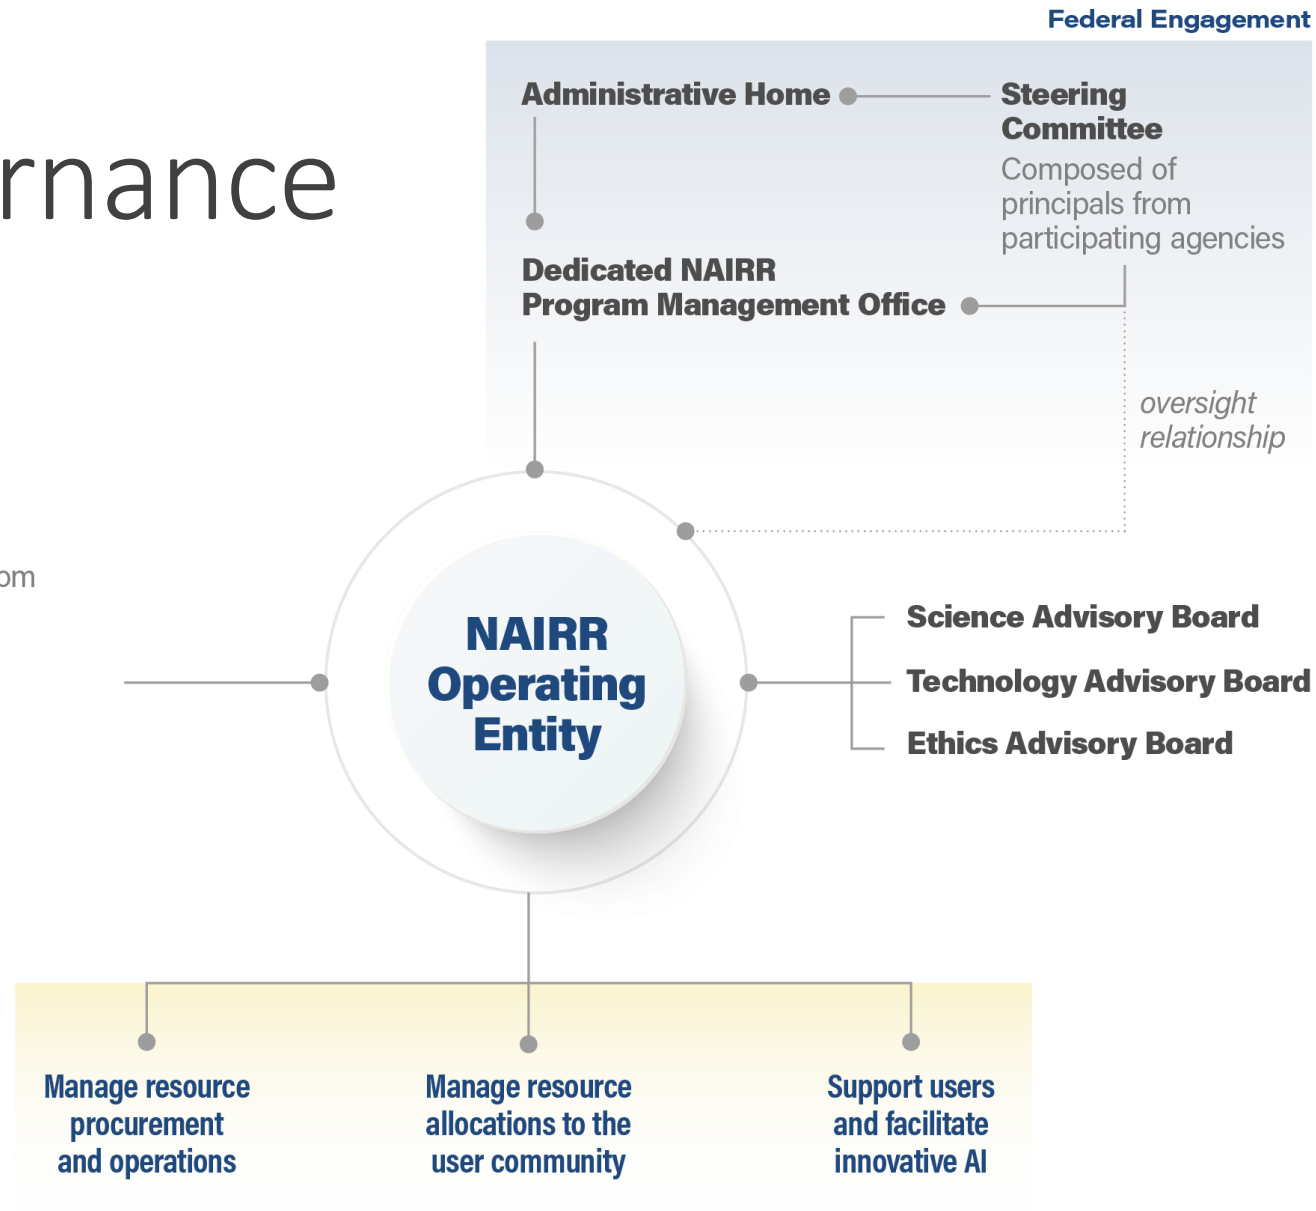 Federal Engagement
Administrative Home
Steering
Committee
Composed of
principals from
participating agencies
rnance
Dedicated NAIRR
Program Management Office
oversight
relationship
om
NAIRR
Operating
Entity
Science Advisory Board
Technology Advisory Board
Ethics Advisory Board
Manage resource
procurement
and operations
Manage resource
allocations to the
user community
Support users
and facilitate
innovative AI